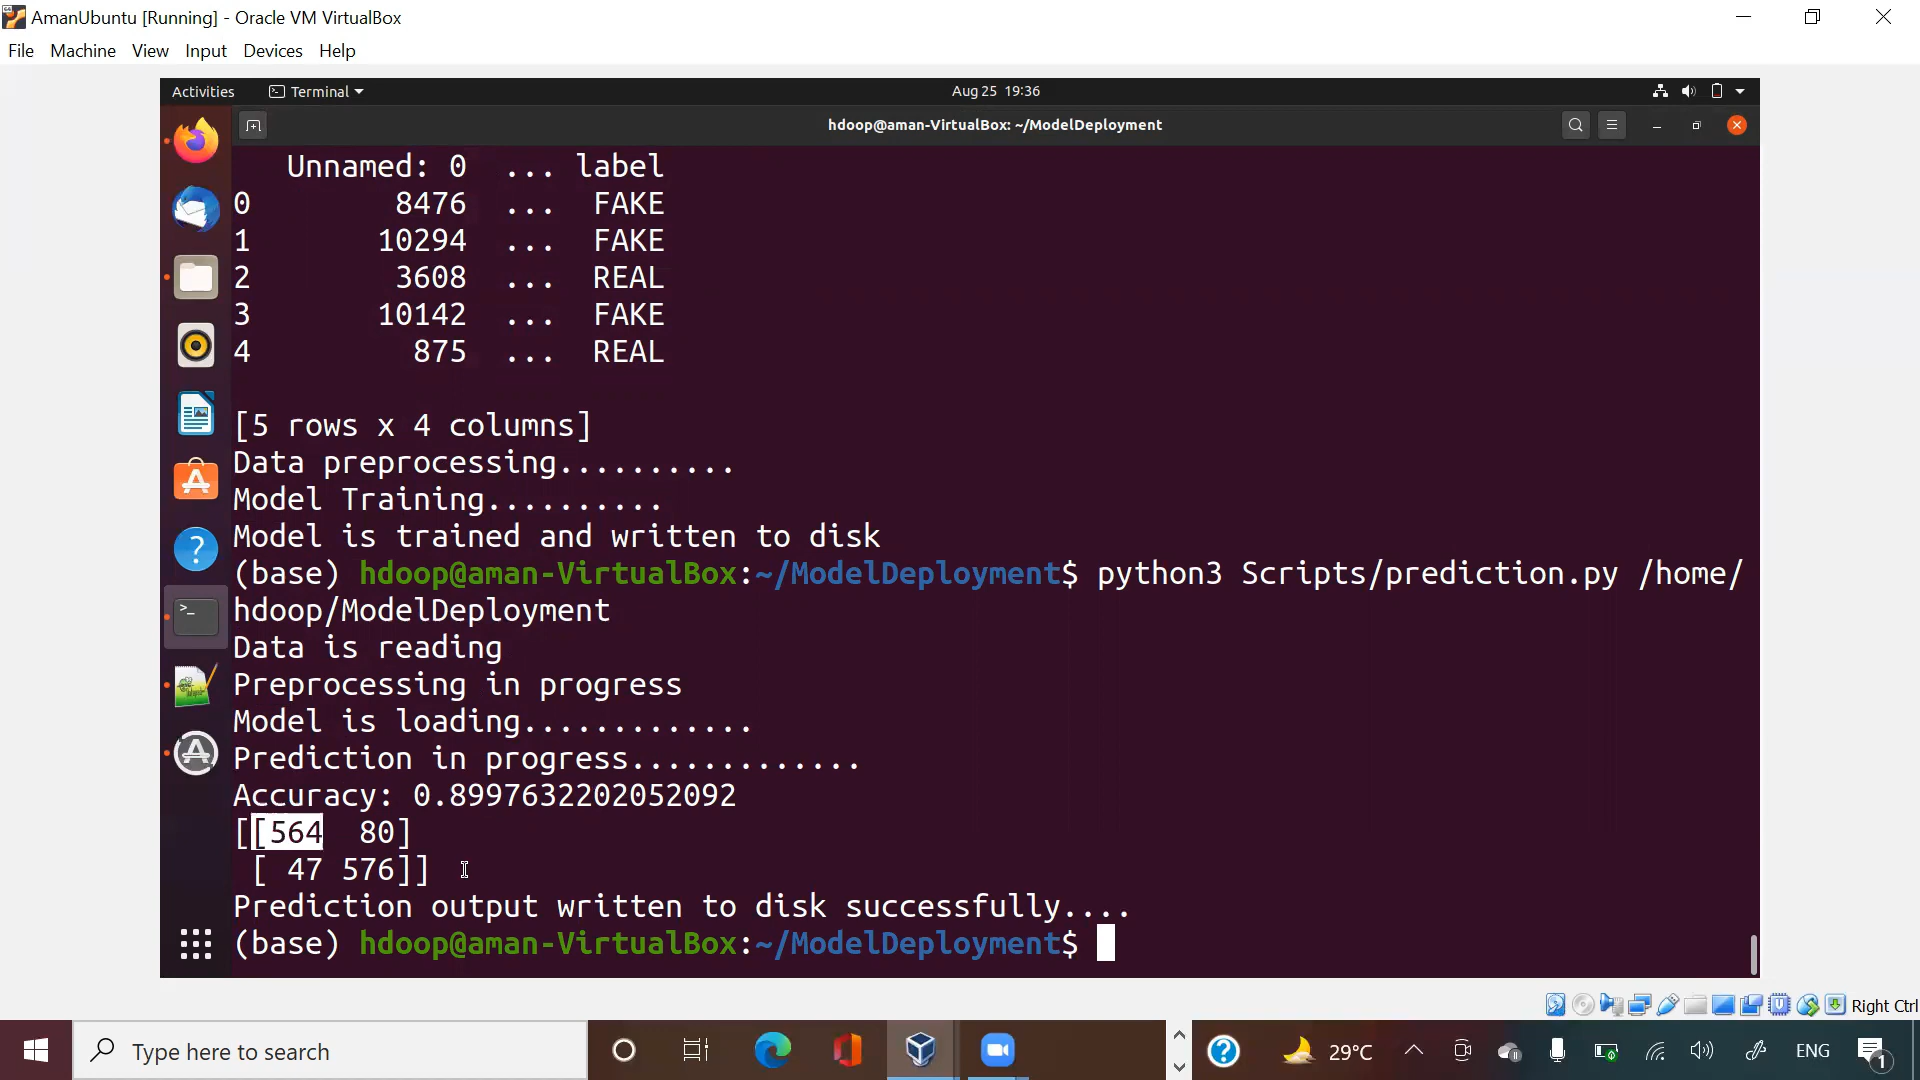 AmanUbuntu [Running] - Oracle VM VirtualBox
File Machine View Input Devices Help
Activities Terminal Aug 25 19:36
hdoop@aman-VirtualBox: ~/ModelDeployment
Unnamed: 0 ... label
0 8476 ... FAKE
1 10294 ... FAKE
2 3608 ... REAL
3 10142 ... FAKE
4 875 ... REAL
[5 rows x 4 columns]
Data preprocessing..........
Model Training..........
Model is trained and written to disk
(base) hdoop@aman-VirtualBox:~/ModelDeployment$ python3 Scripts/prediction.py /home/
hdoop/ModelDeployment
Data is reading
Preprocessing in progress
Model is loading.............
Prediction in progress.............
Accuracy: 0.8997632202052092
[[564 80]
[ 47 576]]
Prediction output written to disk successfully....
(base) hdoop@aman-VirtualBox:~/ModelDeployment$
Right Ctrl
Type here to search 29°C ENG 1